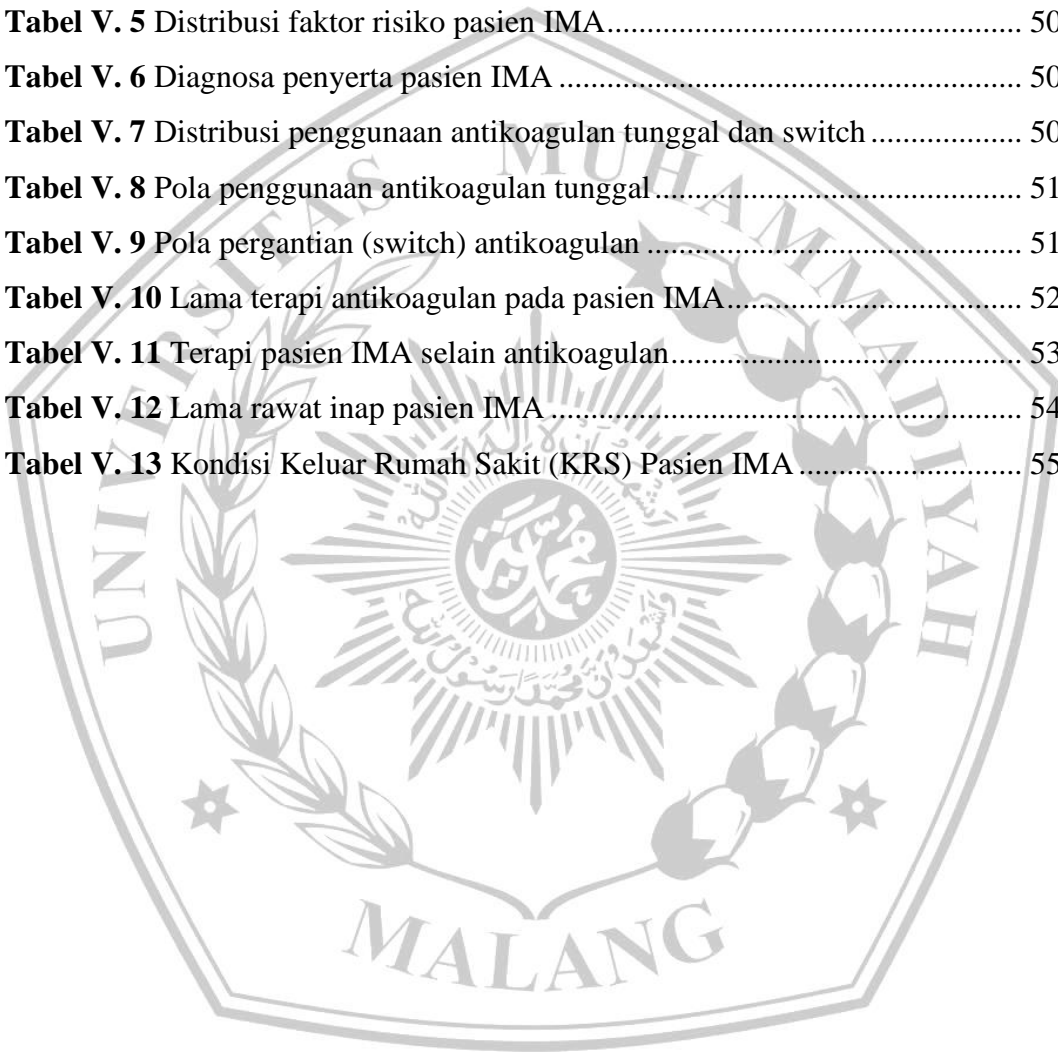 Tabel V. 5 Distribusi faktor risiko pasien IMA.................................................... 50
Tabel V. 6 Diagnosa penyerta pasien IMA .......................................................... 50
Tabel V. 7 Distribusi penggunaan antikoagulan tunggal dan switch ................... 50
Tabel V. 8 Pola penggunaan antikoagulan tunggal.............................................. 51
Tabel V. 9 Pola pergantian (switch) antikoagulan ............................................... 51
Tabel V. 10 Lama terapi antikoagulan pada pasien IMA..................................... 52
Tabel V. 11 Terapi pasien IMA selain antikoagulan............................................ 53
Tabel V. 12 Lama rawat inap pasien IMA ........................................................... 54
Tabel V. 13 Kondisi Keluar Rumah Sakit (KRS) Pasien IMA ............................ 55
UNIVERSITAS MUHAMMADIYAH
MALANG